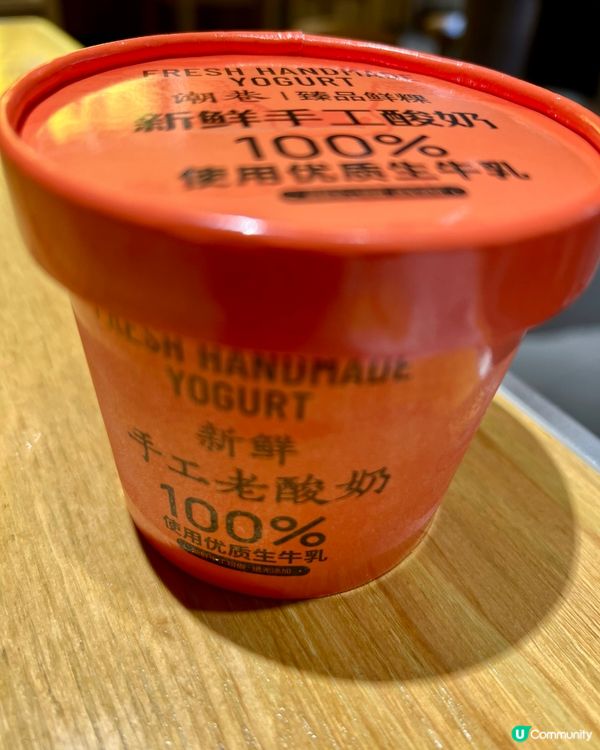 FRESH HANDMADE
YOGURT
潮巷 | 臻品鲜粿
新鲜手工酸奶
100%
使用优质生牛乳
FRESH HANDMADE
YOGURT
新鲜
手工老酸奶
100%
使用优质生牛乳
U Community